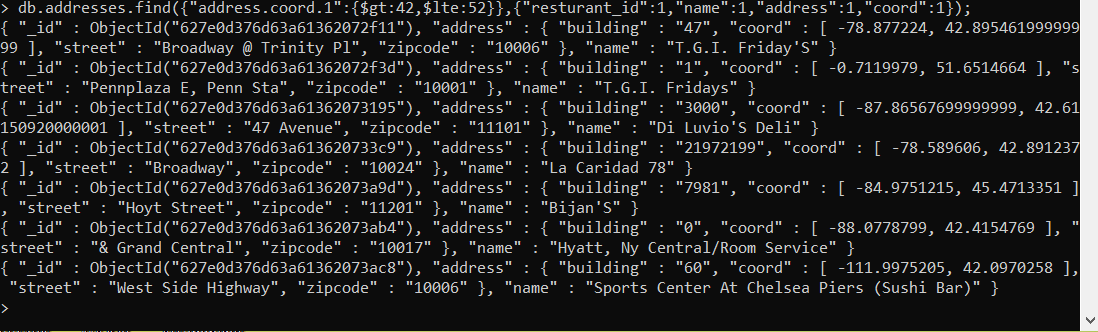 > db.addresses.find({"address.coord.1":{$gt:42,$lte:52}},{"resturant_id":1,"name":1,"address":1,"coord":1});
{ "_id" : ObjectId("627e0d376d63a61362072f11"), "address" : { "building" : "47", "coord" : [ -78.877224, 42.895461999999
99 ], "street" : "Broadway @ Trinity Pl", "zipcode" : "10006" }, "name" : "T.G.I. Friday'S" }
{ "_id" : ObjectId("627e0d376d63a61362072f3d"), "address" : { "building" : "1", "coord" : [ -0.7119979, 51.6514664 ], "s
treet" : "Pennplaza E, Penn Sta", "zipcode" : "10001" }, "name" : "T.G.I. Fridays" }
{ "_id" : ObjectId("627e0d376d63a61362073195"), "address" : { "building" : "3000", "coord" : [ -87.86567699999999, 42.61
150920000001 ], "street" : "47 Avenue", "zipcode" : "11101" }, "name" : "Di Luvio'S Deli" }
{ "_id" : ObjectId("627e0d376d63a613620733c9"), "address" : { "building" : "21972199", "coord" : [ -78.589606, 42.891237
2 ], "street" : "Broadway", "zipcode" : "10024" }, "name" : "La Caridad 78" }
{ "_id" : ObjectId("627e0d376d63a61362073a9d"), "address" : { "building" : "7981", "coord" : [ -84.9751215, 45.4713351 ]
, "street" : "Hoyt Street", "zipcode" : "11201" }, "name" : "Bijan'S" }
{ "_id" : ObjectId("627e0d376d63a61362073ab4"), "address" : { "building" : "0", "coord" : [ -88.0778799, 42.4154769 ], "
street" : "& Grand Central", "zipcode" : "10017" }, "name" : "Hyatt, Ny Central/Room Service" }
{ "_id" : ObjectId("627e0d376d63a61362073ac8"), "address" : { "building" : "60", "coord" : [ -111.9975205, 42.0970258 ],
 "street" : "West Side Highway", "zipcode" : "10006" }, "name" : "Sports Center At Chelsea Piers (Sushi Bar)" }
>